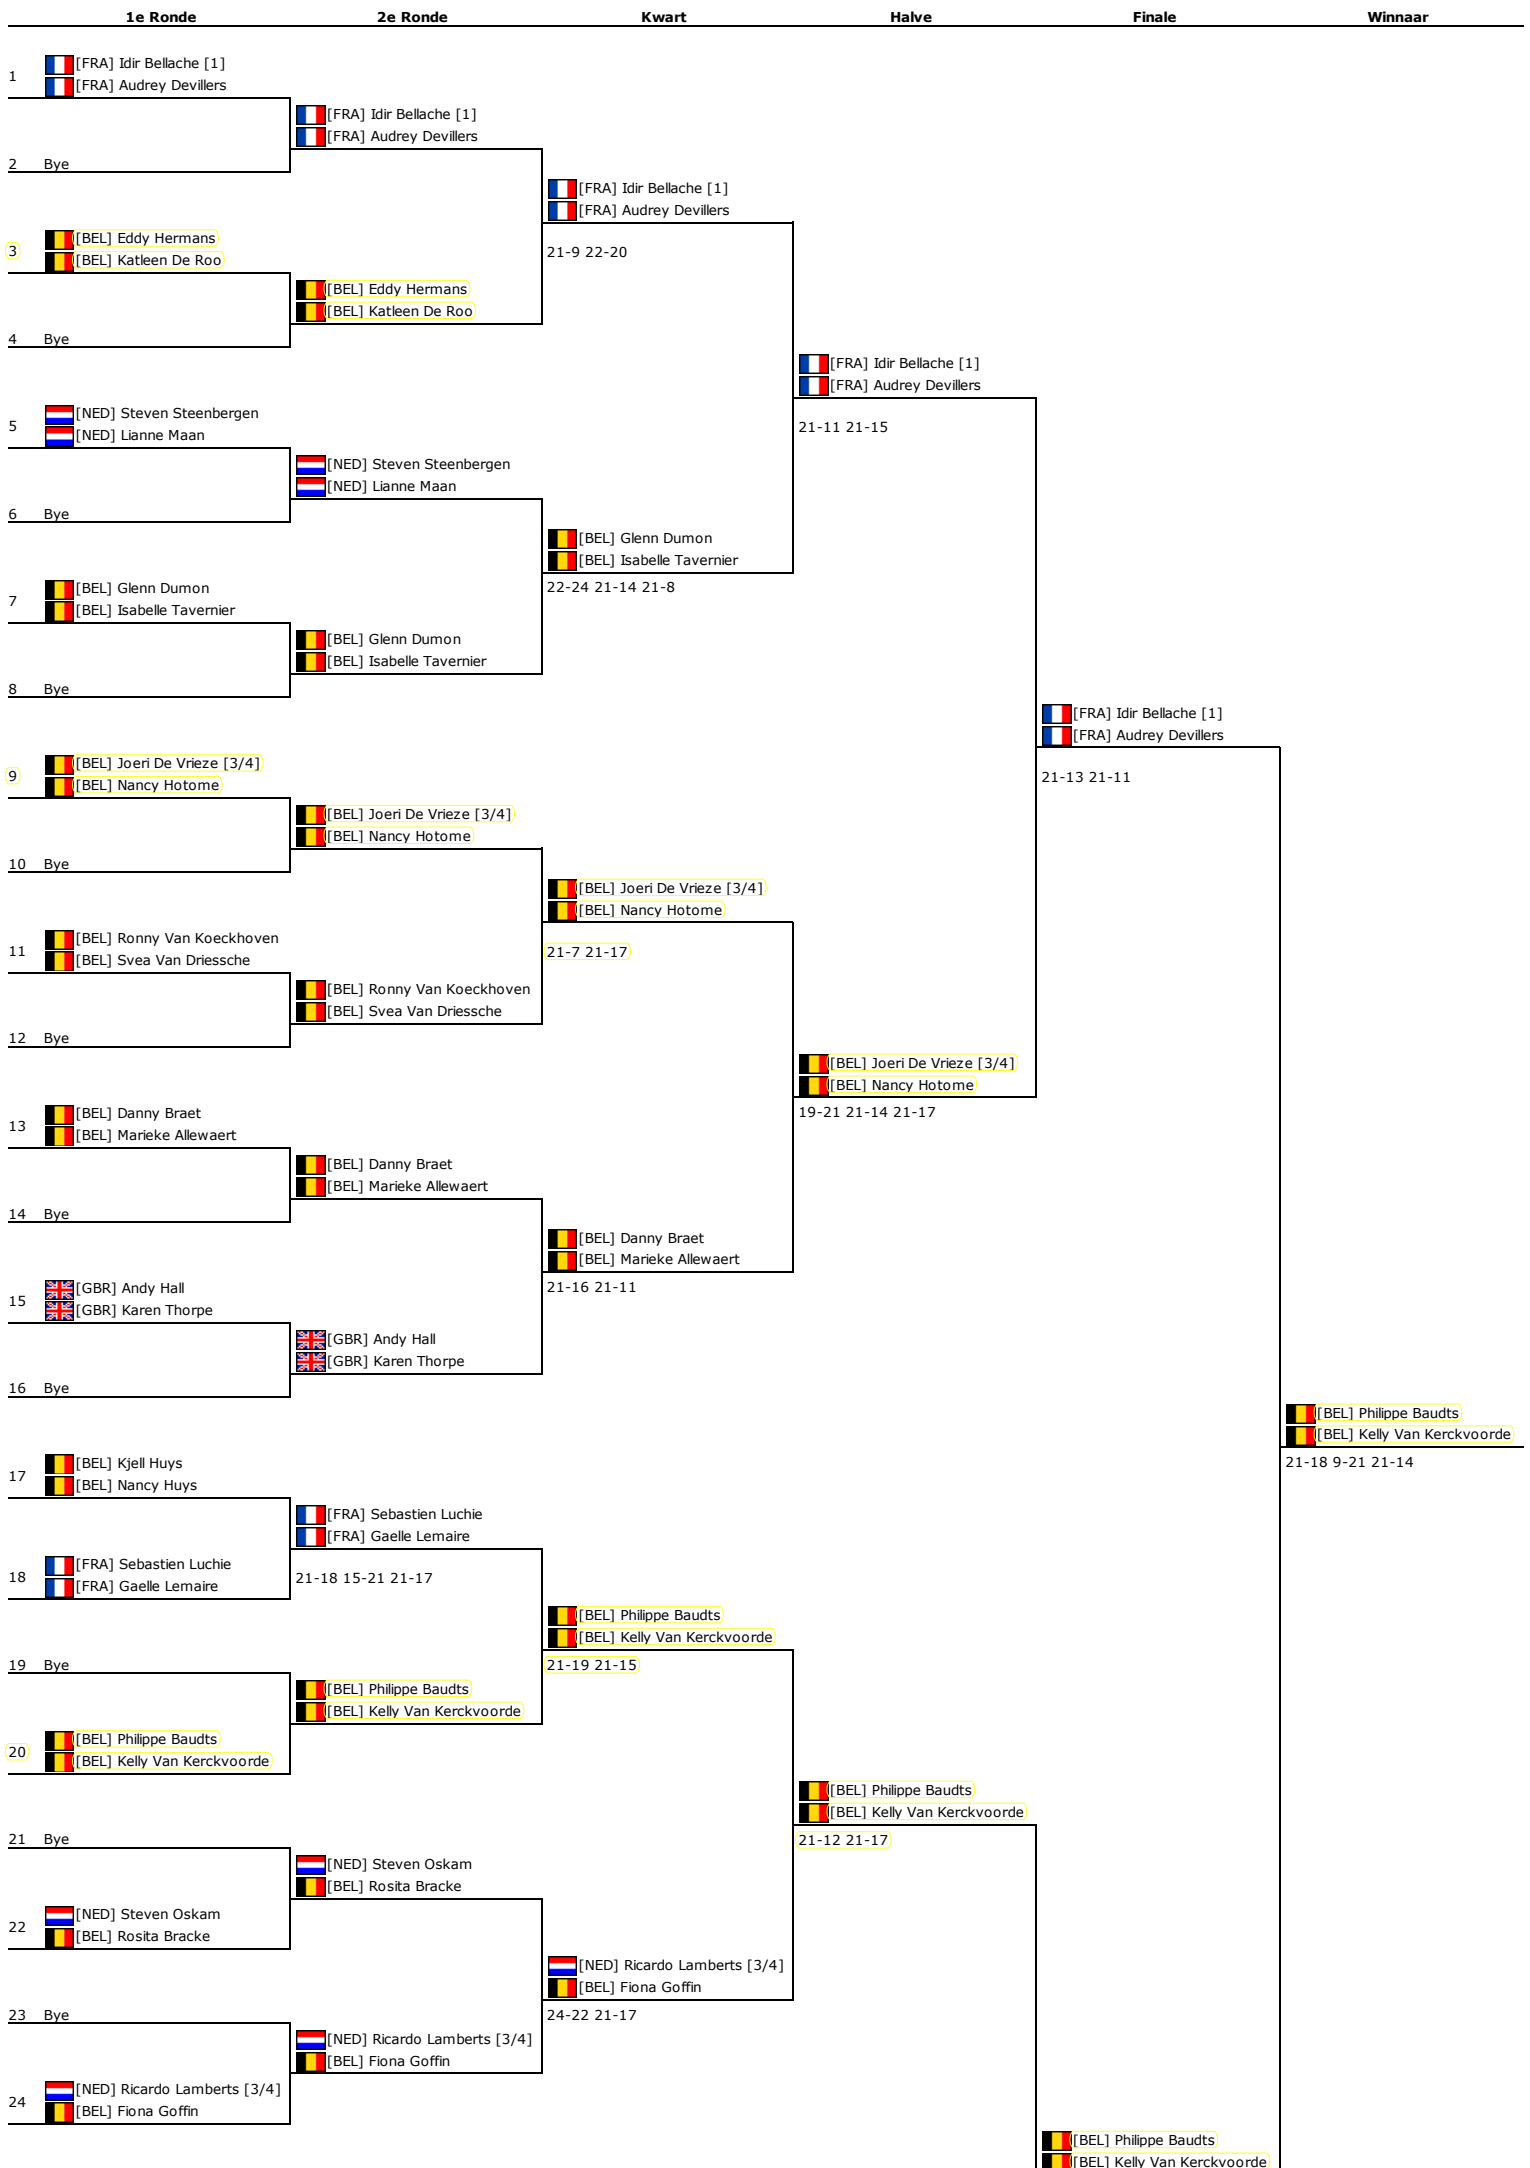 1e Ronde 2e Ronde Kwart Halve Finale Winnaar
1
[FRA] Idir Bellache [1]
[FRA] Audrey Devillers
[FRA] Idir Bellache [1]
[FRA] Audrey Devillers
2 Bye
[FRA] Idir Bellache [1]
[FRA] Audrey Devillers
3
[BEL] Eddy Hermans
[BEL] Katleen De Roo
21-9 22-20
[BEL] Eddy Hermans
[BEL] Katleen De Roo
4 Bye
[FRA] Idir Bellache [1]
[FRA] Audrey Devillers
5
[NED] Steven Steenbergen
[NED] Lianne Maan
21-11 21-15
[NED] Steven Steenbergen
[NED] Lianne Maan
6 Bye
[BEL] Glenn Dumon
[BEL] Isabelle Tavernier
22-24 21-14 21-8
7
[BEL] Glenn Dumon
[BEL] Isabelle Tavernier
[BEL] Glenn Dumon
[BEL] Isabelle Tavernier
8 Bye
[FRA] Idir Bellache [1]
[FRA] Audrey Devillers
9
[BEL] Joeri De Vrieze [3/4]
[BEL] Nancy Hotome
21-13 21-11
[BEL] Joeri De Vrieze [3/4]
[BEL] Nancy Hotome
10 Bye
[BEL] Joeri De Vrieze [3/4]
[BEL] Nancy Hotome
11
[BEL] Ronny Van Koeckhoven
[BEL] Svea Van Driessche
21-7 21-17
[BEL] Ronny Van Koeckhoven
[BEL] Svea Van Driessche
12 Bye
[BEL] Joeri De Vrieze [3/4]
[BEL] Nancy Hotome
19-21 21-14 21-17
13
[BEL] Danny Braet
[BEL] Marieke Allewaert
[BEL] Danny Braet
[BEL] Marieke Allewaert
14 Bye
[BEL] Danny Braet
[BEL] Marieke Allewaert
21-16 21-11
15
[GBR] Andy Hall
[GBR] Karen Thorpe
[GBR] Andy Hall
[GBR] Karen Thorpe
16 Bye
[BEL] Philippe Baudts
[BEL] Kelly Van Kerckvoorde
21-18 9-21 21-14
17
[BEL] Kjell Huys
[BEL] Nancy Huys
[FRA] Sebastien Luchie
[FRA] Gaelle Lemaire
18
[FRA] Sebastien Luchie
[FRA] Gaelle Lemaire
21-18 15-21 21-17
[BEL] Philippe Baudts
[BEL] Kelly Van Kerckvoorde
21-19 21-15
19 Bye
[BEL] Philippe Baudts
[BEL] Kelly Van Kerckvoorde
20
[BEL] Philippe Baudts
[BEL] Kelly Van Kerckvoorde
[BEL] Philippe Baudts
[BEL] Kelly Van Kerckvoorde
21-12 21-17
21 Bye
[NED] Steven Oskam
[BEL] Rosita Bracke
22
[NED] Steven Oskam
[BEL] Rosita Bracke
[NED] Ricardo Lamberts [3/4]
[BEL] Fiona Goffin
24-22 21-17
23 Bye
[NED] Ricardo Lamberts [3/4]
[BEL] Fiona Goffin
24
[NED] Ricardo Lamberts [3/4]
[BEL] Fiona Goffin
[BEL] Philippe Baudts
[BEL] Kelly Van Kerckvoorde